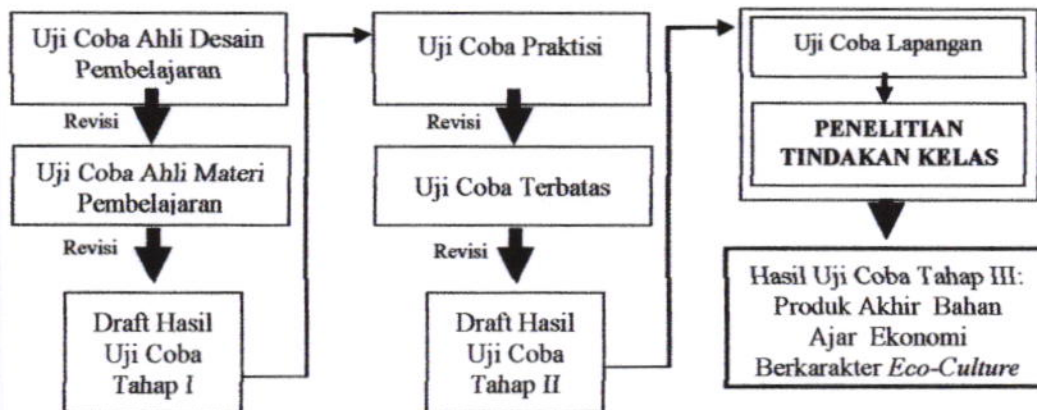 Uji Coba Ahli Desain
Pembelajaran
Revisi
Uji Coba Ahli Materi
Pembelajaran
Revisi
Draft Hasil
Uji Coba
Tahap I
Uji Coba Praktisi
Revisi
Uji Coba Terbatas
Revisi
Draft Hasil
Uji Coba
Tahap II
Uji Coba Lapangan
PENELITIAN
TINDAKAN KELAS
Hasil Uji Coba Tahap III:
Produk Akhir Bahan
Ajar Ekonomi
Berkarakter Eco-Culture